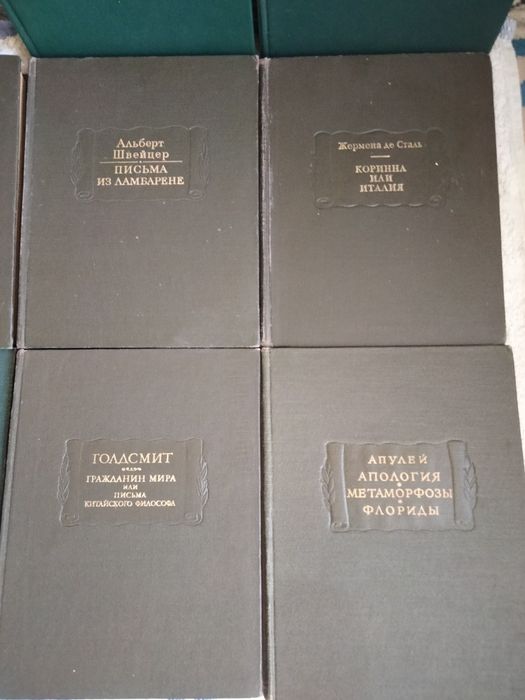 Альберт
Швейцер
ПИСЬМА
ИЗ ЛАМБАРЕНЕ
Жермена де Сталь
КОРИННА
ИЛИ
ИТАЛИЯ
ГОЛДСМИТ
ГРАЖДАНИН МИРА
ИЛИ
ПИСЬМА
КИТАЙСКОГО ФИЛОСОФА
АПУЛЕЙ
АПОЛОГИЯ
МЕТАМОРФОЗЫ
ФЛОРИДЫ